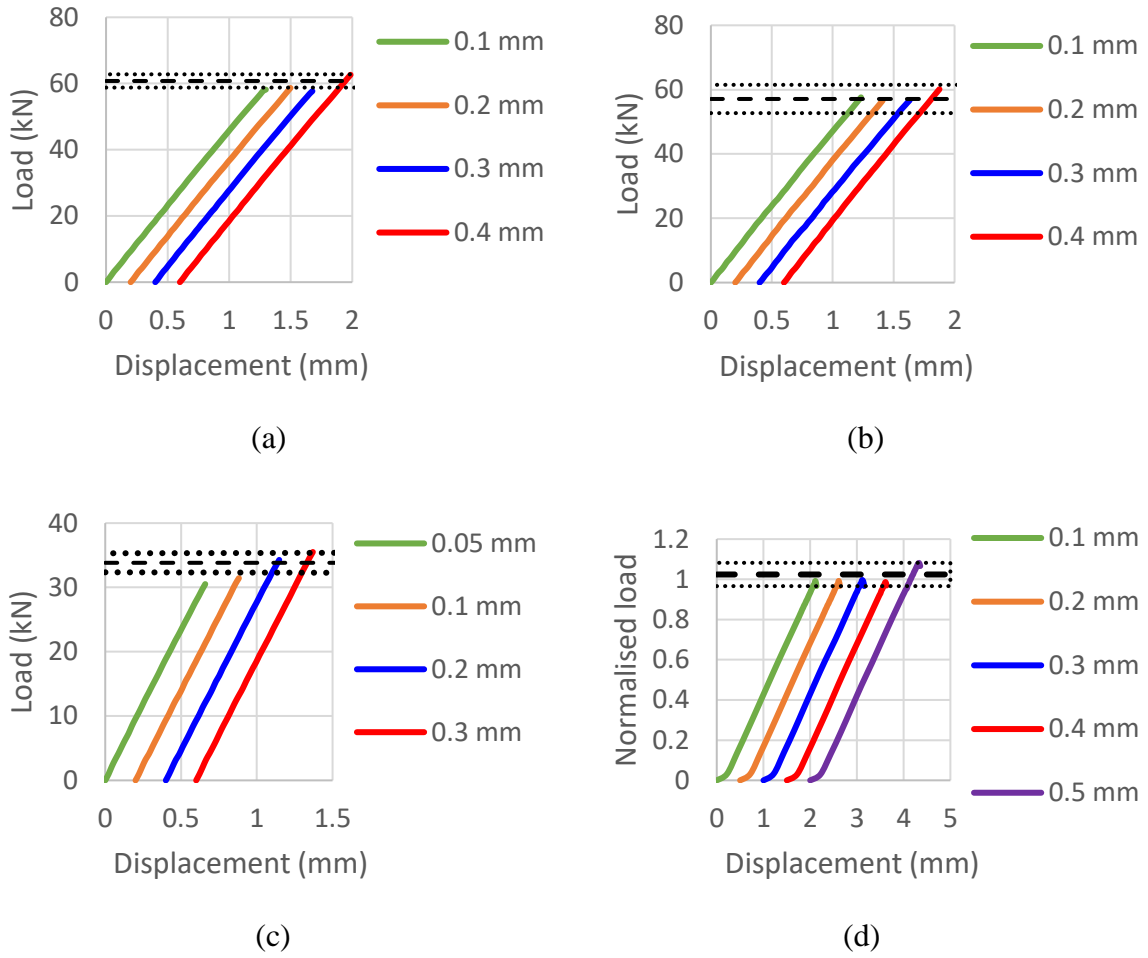 80
60
40
20
0
Load (kN)
0 0.5 1 1.5 2
Displacement (mm)
0.1 mm
0.2 mm
0.3 mm
0.4 mm
(a)
80
60
40
20
0
Load (kN)
0 0.5 1 1.5 2
Displacement (mm)
0.1 mm
0.2 mm
0.3 mm
0.4 mm
(b)
40
30
20
10
0
Load (kN)
0 0.5 1 1.5
Displacement (mm)
0.05 mm
0.1 mm
0.2 mm
0.3 mm
(c)
1.2
1
0.8
0.6
0.4
0.2
0
Normalised load
0 1 2 3 4 5
Displacement (mm)
0.1 mm
0.2 mm
0.3 mm
0.4 mm
0.5 mm
(d)